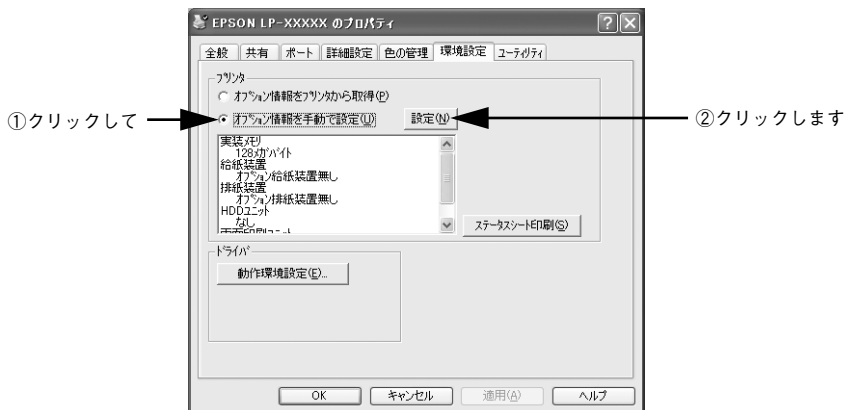 EPSON LP-XXXXX のプロパティ
全般 共有 ポート 詳細設定 色の管理 環境設定 ユーティリティ
プリンタ
オプション情報をプリンタから取得(P)
①クリックして
オプション情報を手動で設定(U) 設定(N)
②クリックします
実装メモリ
128メガバイト
給紙装置
オプション給紙装置無し
排紙装置
オプション排紙装置無し
HDDユニット
なし
両面印刷ユニット
ステータスシート印刷(S)
ドライバ
動作環境設定(E)...
OK キャンセル 適用(A) ヘルプ